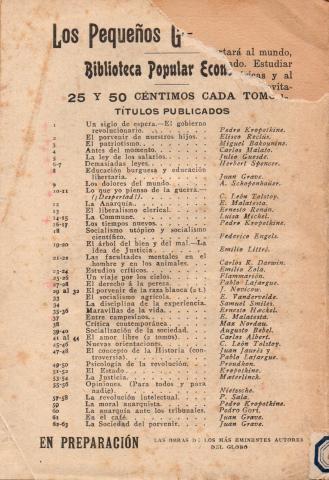 Los Pequeños G
rtará al mundo,
ado. Estudiar
Biblioteca Popular Econó
icas y al
vita-
25 Y 50 CÉNTIMOS CADA TOMO
TÍTULOS PUBLICADOS
1 Un siglo de espera.—El gobierno
revolucionario. Pedro Kropotkine.
2 El porvenir de nuestros hijos. Eliseo Reclús.
3 El patriotismo. Miguel Bakounine.
4 Antes del momento. Carlos Malato.
5 La ley de los salarios. Julio Guesde.
6-7 Demasiadas leyes. Herbert Spencer.
8 Education burguesa y educación
libertaria. Juan Grave.
9 Los dolores del mundo. A. Schopenhauer.
10-11 Lo que yo pienso de la guerra.—
(¡Despertad!). C. León Tolstoy.
12 La Anarquía. E. Malatesta.
13 El liberalismo clerical. Ernesto Renán.
14-15 La Commune. Luisa Michel.
16-17 Los tiempos nuevos. Pedro Kropotkine.
18 Socialismo utópico y socialismo
científico. Federico Engels.
19-20 El árbol del bien y del mal.—La
idea de Justicia. Emilio Littré.
21-22 Las facultades mentales en el
hombre y en los animales. Carlos R. Darwin.
23-24 Estudios críticos. Emilio Zola.
25-26 Un viaje por los cielos. Flammarión.
27-28 El derecho á la pereza. Pablo Lafargue.
29 al 32 El porvenir de la raza blanca (2 t.) J. Novicow.
33 El socialismo agrícola. E. Vandervelde.
34 La disciplina de la experiencia. Samuel Smiles.
35-36 Maravillas de la vida. Ernesto Hæckel.
37 Entre campesinos. E. Malatesta.
38 Crítica contemporánea. Max Nordau.
39-40 Socialización de la sociedad. Augusto Bebel.
41 al 44 El amor libre (2 tomos). Carlos Albert.
45-46 Nuevas orientaciones. C. León Tolstoy.
47-48 El concepto de la Historia (con-
troversia). Juan Jaurés y
Pablo Lafargue.
49-50 Psicología de la revolución. Proudhon.
51-52 El Estado. Kropotkine.
53-54 La Justicia. Materlinch.
55-56 Opiniones. (Para todos y para
nadie). Nietzsche.
57-58 La revolución intelectual. P. Sala.
59 La moral anarquista. Pedro Kropotkine.
60 La anarquía ante los tribunales. Pedro Gori.
61 En el café. Juan Grave.
62-63 La Sociedad del porvenir. Juan Grave.
EN PREPARACIÓN LAS OBRAS DE LOS MÁS EMINENTES AUTORES
DEL GLOBO